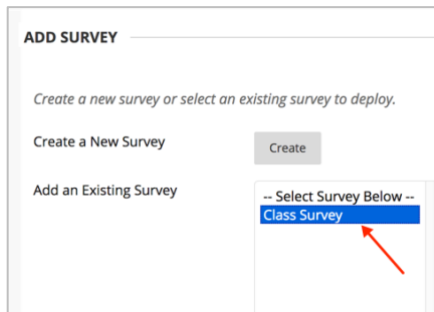 ADD SURVEY
Create a new survey or select an existing survey to deploy.
Create a New Survey
Create
Add an Existing Survey
-- Select Survey Below --
Class Survey